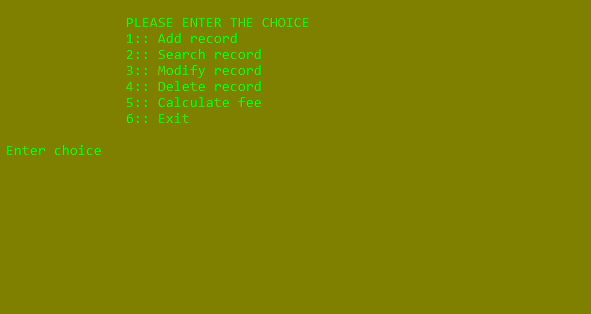 PLEASE ENTER THE CHOICE
1:: Add record
2:: Search record
3:: Modify record
4:: Delete record
5:: Calculate fee
6:: Exit
Enter choice